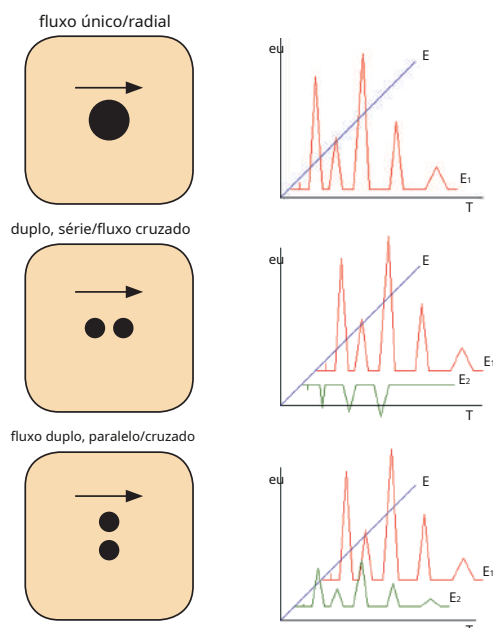 fluxo único/radial
eu
E
E₁
T
duplo, série/fluxo cruzado
eu
E
E₁
E₂
T
fluxo duplo, paralelo/cruzado
eu
E
E₁
E₂
T